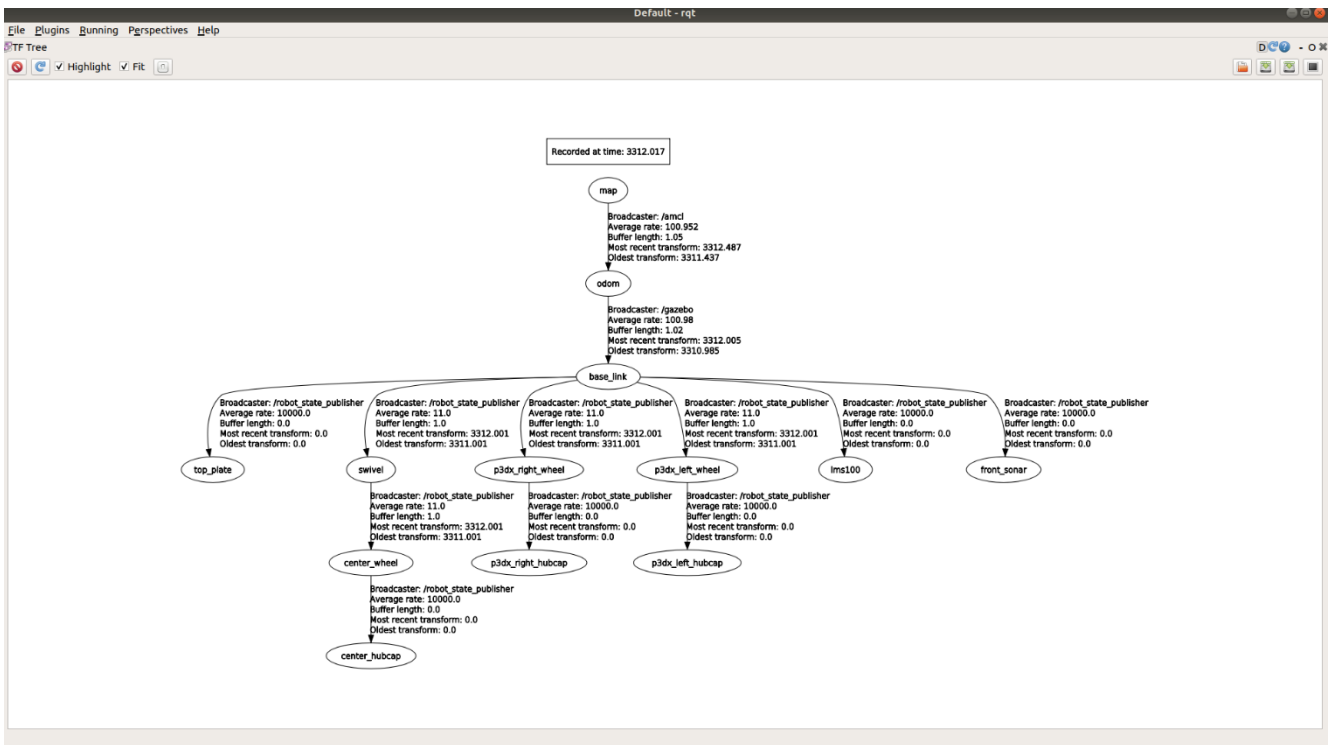 Default - rqt
File Plugins Running Perspectives Help
TF Tree
D
- O
Highlight
Fit
Recorded at time: 3312.017
map
Broadcaster: /amcl
Average rate: 100.952
Buffer length: 1.05
Most recent transform: 3312.487
Oldest transform: 3311.437
odom
Broadcaster: /gazebo
Average rate: 100.98
Buffer length: 1.02
Most recent transform: 3312.005
Oldest transform: 3310.985
base_link
Broadcaster: /robot_state_publisher
Average rate: 10000.0
Buffer length: 0.0
Most recent transform: 0.0
Oldest transform: 0.0
Broadcaster: /robot_state_publisher
Average rate: 11.0
Buffer length: 1.0
Most recent transform: 3312.001
Oldest transform: 3311.001
Broadcaster: /robot_state_publisher
Average rate: 11.0
Buffer length: 1.0
Most recent transform: 3312.001
Oldest transform: 3311.001
Broadcaster: /robot_state_publisher
Average rate: 11.0
Buffer length: 1.0
Most recent transform: 3312.001
Oldest transform: 3311.001
Broadcaster: /robot_state_publisher
Average rate: 10000.0
Buffer length: 0.0
Most recent transform: 0.0
Oldest transform: 0.0
Broadcaster: /robot_state_publisher
Average rate: 10000.0
Buffer length: 0.0
Most recent transform: 0.0
Oldest transform: 0.0
top_plate
swivel
p3dx_right_wheel
p3dx_left_wheel
lms100
front_sonar
Broadcaster: /robot_state_publisher
Average rate: 11.0
Buffer length: 1.0
Most recent transform: 3312.001
Oldest transform: 3311.001
Broadcaster: /robot_state_publisher
Average rate: 10000.0
Buffer length: 0.0
Most recent transform: 0.0
Oldest transform: 0.0
Broadcaster: /robot_state_publisher
Average rate: 10000.0
Buffer length: 0.0
Most recent transform: 0.0
Oldest transform: 0.0
center_wheel
p3dx_right_hubcap
p3dx_left_hubcap
Broadcaster: /robot_state_publisher
Average rate: 10000.0
Buffer length: 0.0
Most recent transform: 0.0
Oldest transform: 0.0
center_hubcap